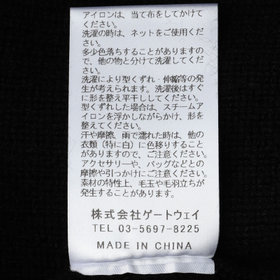 アイロンは、当て布をしてかけて
ください。
洗濯の時は、ネットをご使用くだ
さい。
多少色落ちすることがありますの
で、他の物と分けて洗濯してくだ
さい。
洗濯により型くずれ・伸縮等の発
生が考えられます。洗濯後はすぐ
に形を整え平干ししてください。
型くずれした場合は、スチームア
イロンを浮かしながらかけ、形を
整えてください。
汗や摩擦、雨で濡れた時は、他の
衣類（特に白）に色移りすること
がありますので、ご注意ください。
アクセサリーや、バッグなどとの
摩擦や引っかけにご注意ください。
素材の特性上、毛玉や毛羽立ちが
発生することがあります。
株式会社ゲートウェイ
TEL 03-5697-8225
MADE IN CHINA